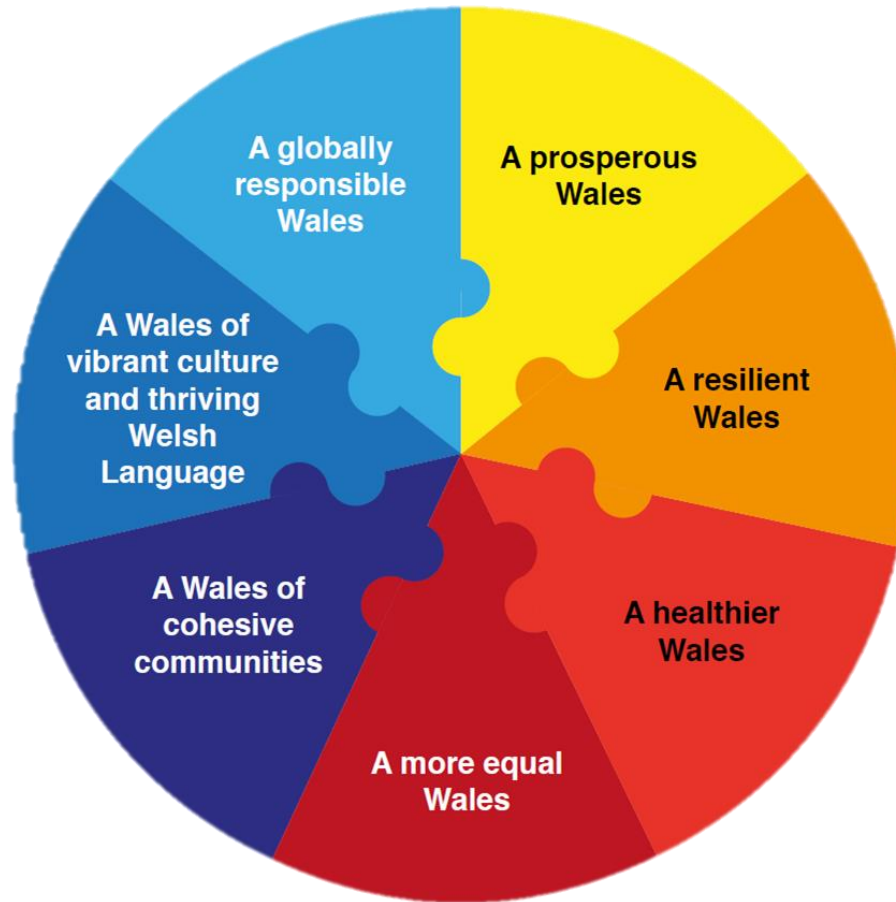 A prosperous
Wales
A resilient
Wales
A healthier
Wales
A more equal
Wales
A Wales of
cohesive
communities
A Wales of
vibrant culture
and thriving
Welsh
Language
A globally
responsible
Wales